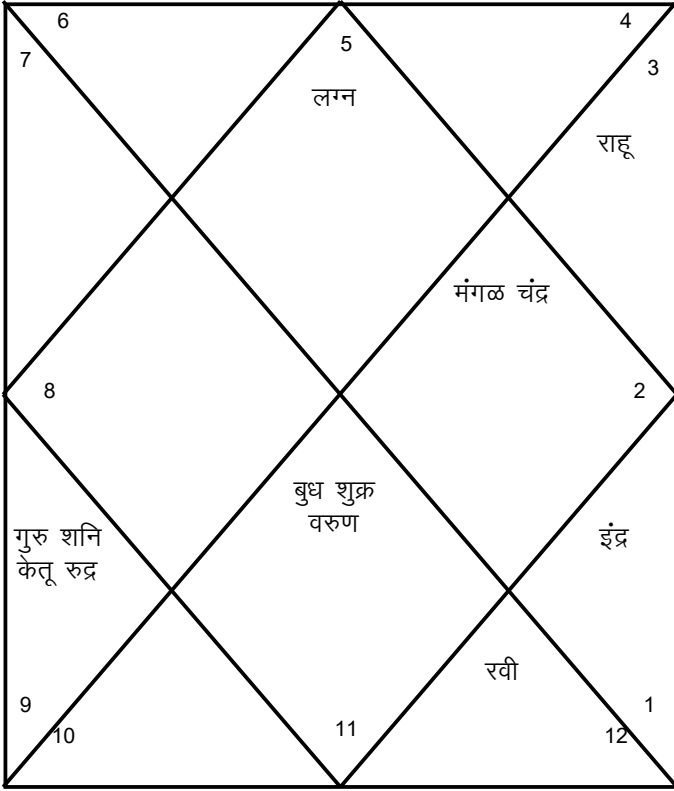 6
5
4
7
3
लग्न
राहू
मंगळ चंद्र
8
2
बुध शुक्र
वरुण
गुरु शनि
केतू रुद्र
इंद्र
रवी
9
1
10
11
12